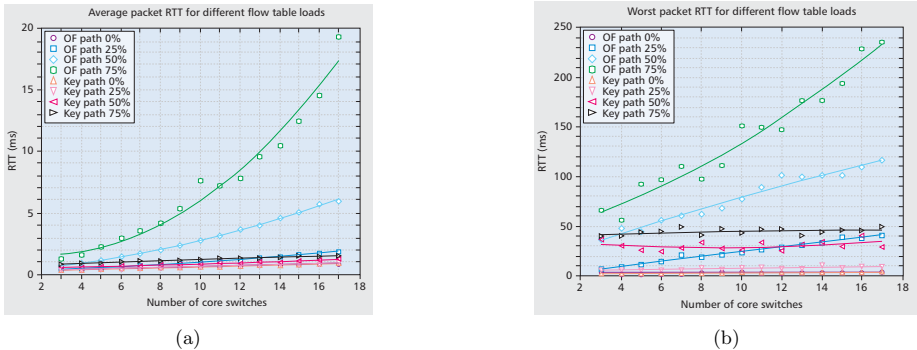 Average packet RTT for different flow table loads
20
15
10
5
0
RTT (ms)
OF path 0%
OF path 25%
OF path 50%
OF path 75%
Key path 0%
Key path 25%
Key path 50%
Key path 75%
2 4 6 8 10 12 14 16 18
Number of core switches
(a)
Worst packet RTT for different flow table loads
250
200
150
100
50
0
RTT (ms)
OF path 0%
OF path 25%
OF path 50%
OF path 75%
Key path 0%
Key path 25%
Key path 50%
Key path 75%
2 4 6 8 10 12 14 16 18
Number of core switches
(b)